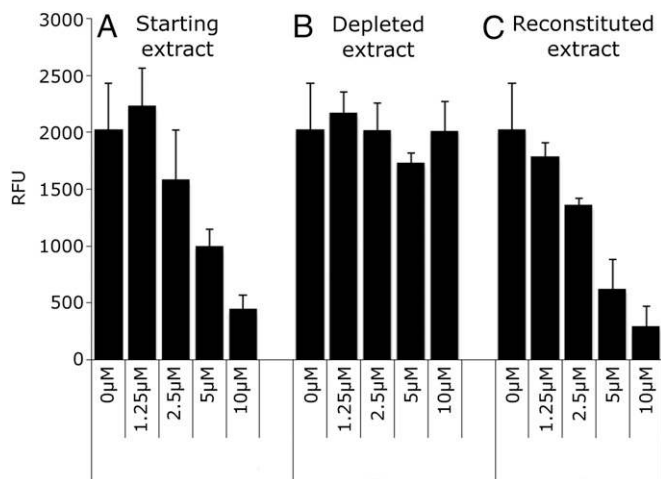 A Starting extract
B Depleted extract
C Reconstituted extract
3000
2500
2000
1500
1000
500
0
RFU
0µM
1.25µM
2.5µM
5µM
10µM
0µM
1.25µM
2.5µM
5µM
10µM
0µM
1.25µM
2.5µM
5µM
10µM